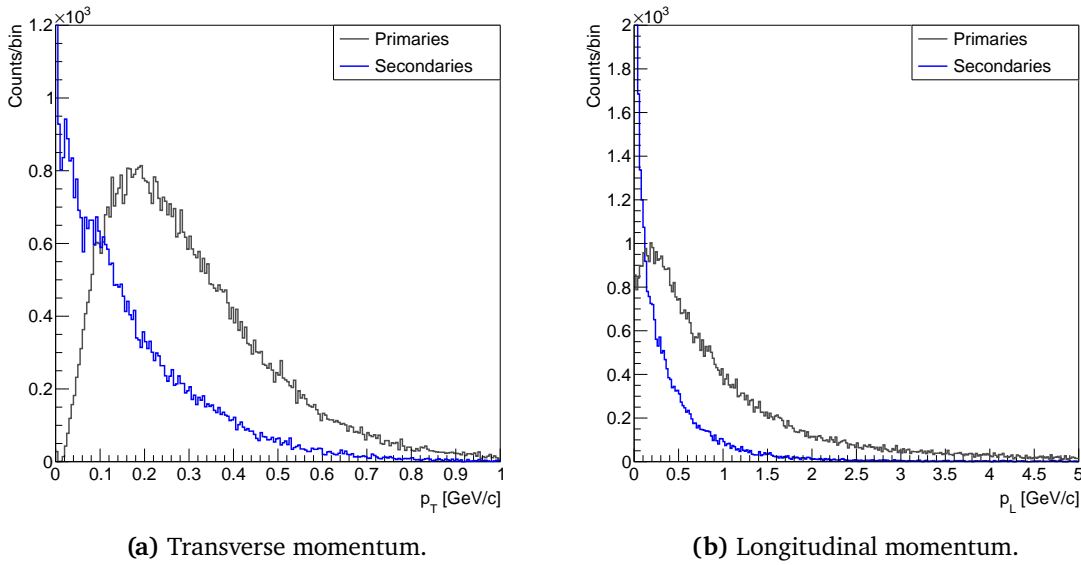 ×10³
1.2
1
0.8
0.6
0.4
0.2
0
Counts/bin
Primaries
Secondaries
0 0.1 0.2 0.3 0.4 0.5 0.6 0.7 0.8 0.9 1
p_T [GeV/c]
(a) Transverse momentum.
×10³
2
1.8
1.6
1.4
1.2
1
0.8
0.6
0.4
0.2
0
Counts/bin
Primaries
Secondaries
0 0.5 1 1.5 2 2.5 3 3.5 4 4.5 5
p_L [GeV/c]
(b) Longitudinal momentum.